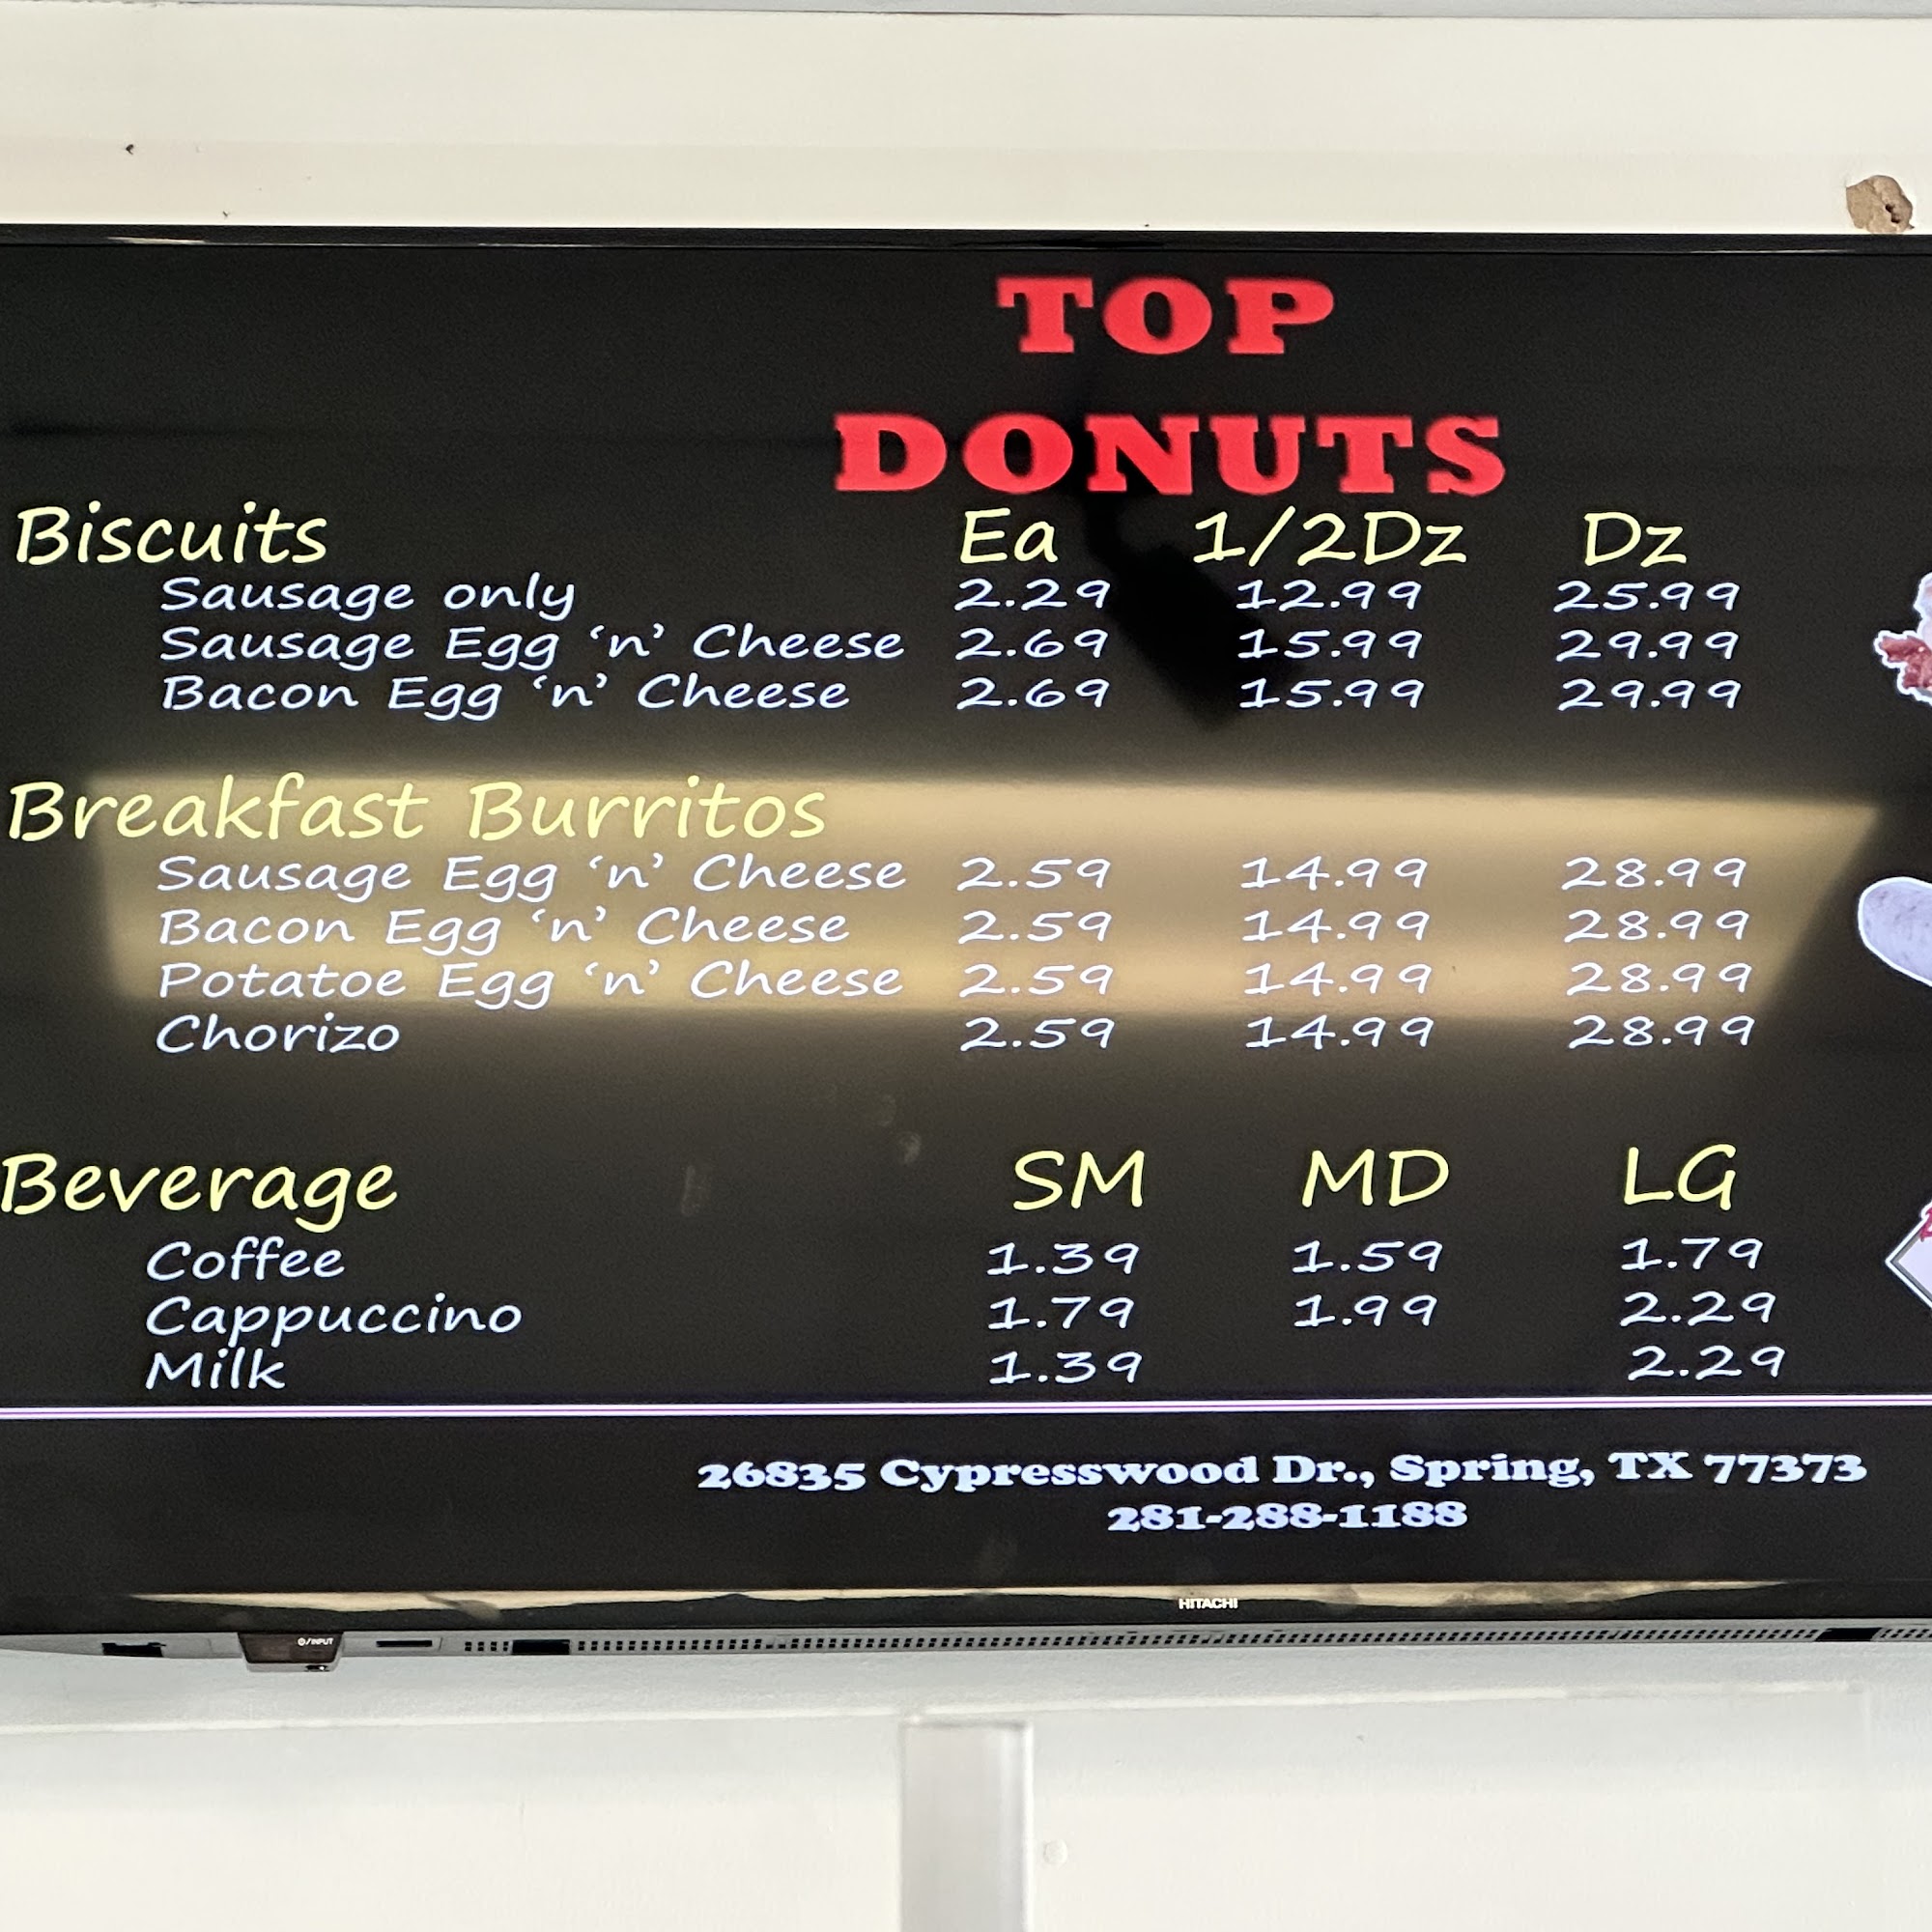 TOP
DONUTS
Biscuits Ea 1/2Dz Dz
Sausage only 2.29 12.99 25.99
Sausage Egg ‘n’ Cheese 2.69 15.99 29.99
Bacon Egg ‘n’ Cheese 2.69 15.99 29.99
Breakfast Burritos
Sausage Egg ‘n’ Cheese 2.59 14.99 28.99
Bacon Egg ‘n’ Cheese 2.59 14.99 28.99
Potatoe Egg ‘n’ Cheese 2.59 14.99 28.99
Chorizo 2.59 14.99 28.99
Beverage SM MD LG
Coffee 1.39 1.59 1.79
Cappuccino 1.79 1.99 2.29
Milk 1.39 2.29
26835 Cypresswood Dr., Spring, TX 77373
281-288-1188
HITACHI
/INPUT